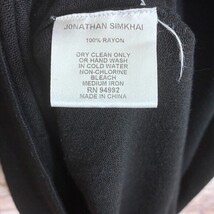 JONATHAN SIMKHAI
100% RAYON
DRY CLEAN ONLY
OR HAND WASH
IN COLD WATER
NON-CHLORINE
BLEACH
MEDIUM IRON
RN 94992
MADE IN CHINA